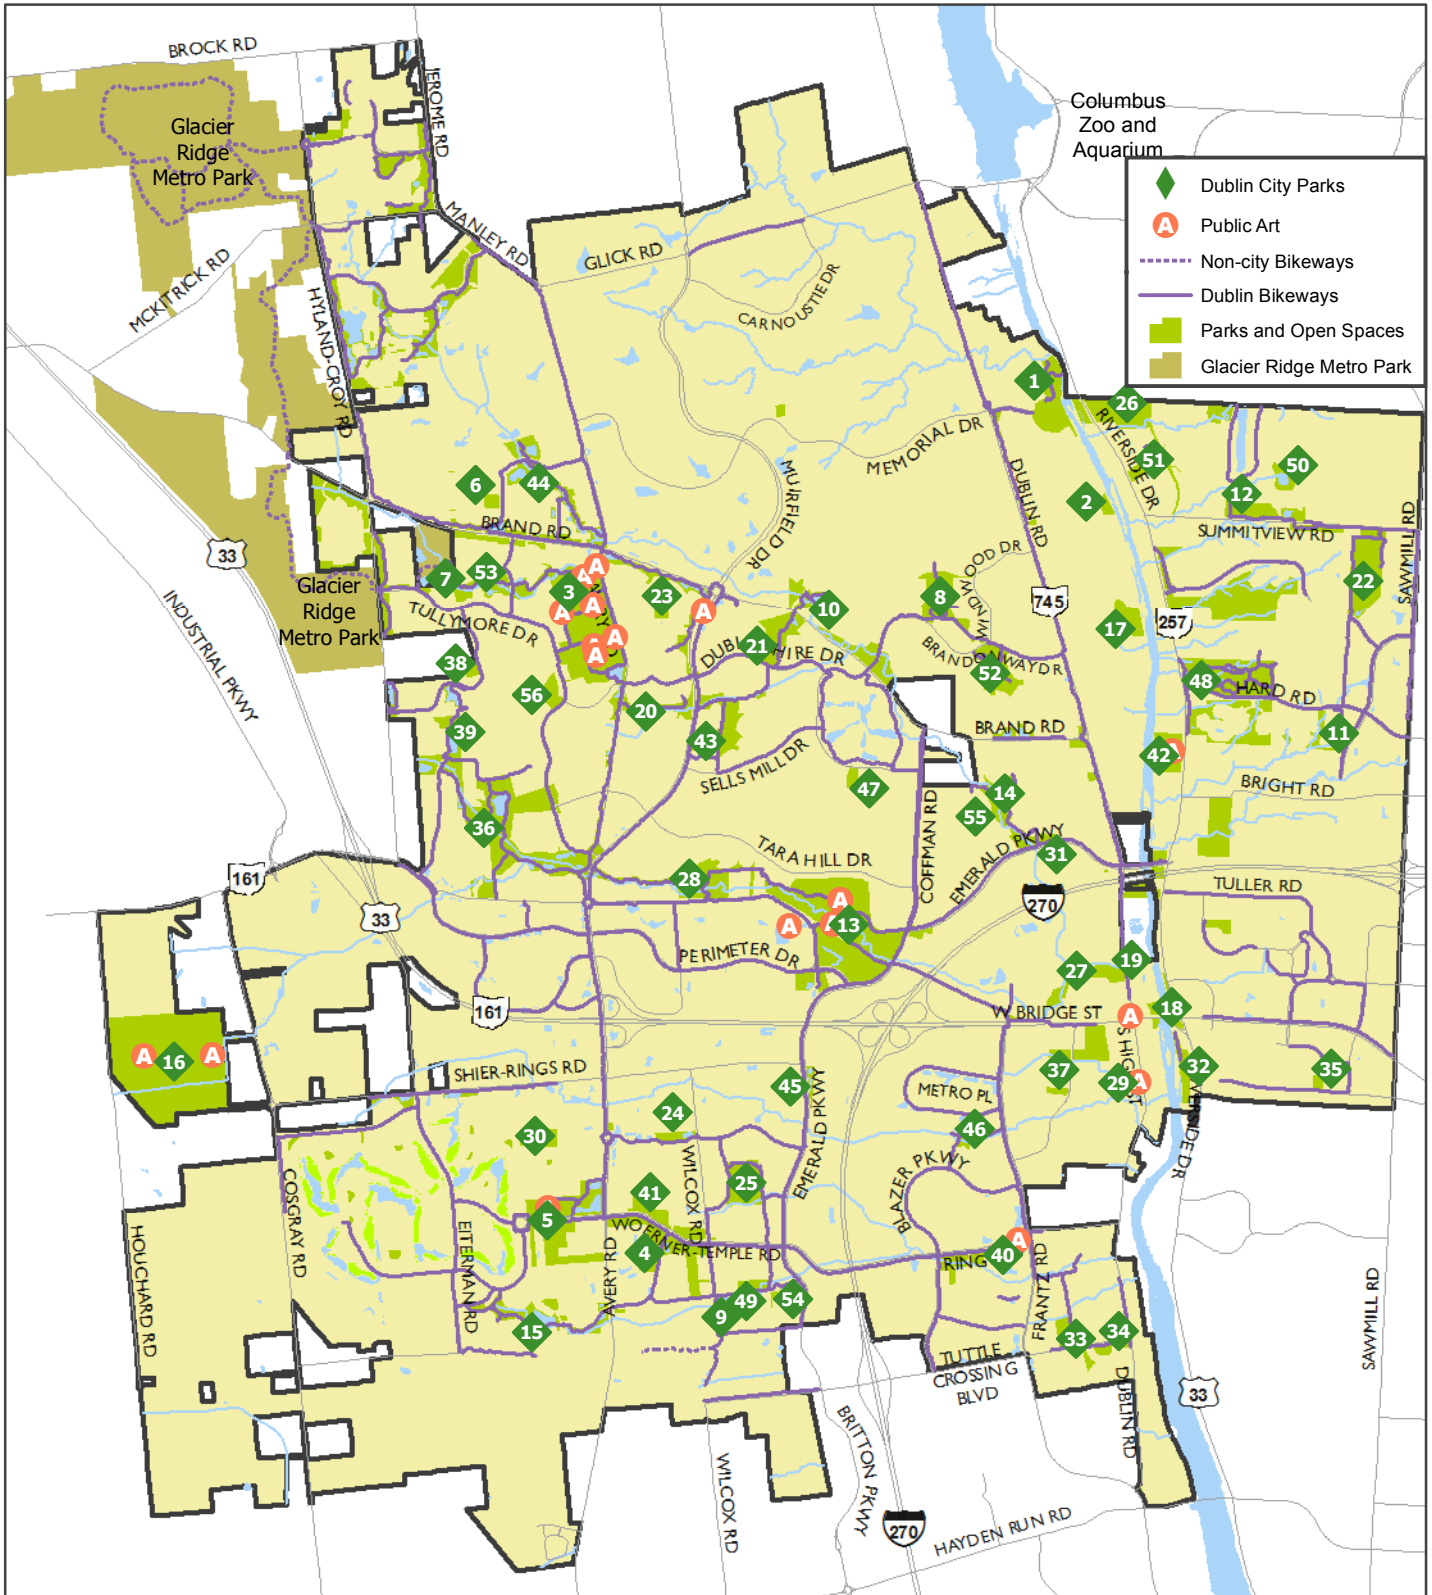 BROCK RD
JEROME RD
Glacier
Ridge
Metro Park
Columbus
Zoo and
Aquarium
Dublin City Parks
A
Public Art
Non-city Bikeways
Dublin Bikeways
Parks and Open Spaces
Glacier Ridge Metro Park
MANLEY RD
GLICK RD
MCKITRICK RD
CARNOUSTIE DR
HYLAND-CROY RD
1
26
MEMORIAL DR
RIVERSIDE DR
51
50
MUIRFIELD DR
DUBLIN RD
6
44
2
12
BRAND RD
SUMMITVIEW RD
SAWMILL RD
33
7
53
3
A
A
A
A
23
A
10
8
WINDWOOD DR
745
22
INDUSTRIAL PKWY
Glacier
Ridge
Metro Park
TULLYMORE DR
17
257
A
A
A
21
HIRE DR
BRANDONWAY DR
38
52
48
HARD RD
56
20
39
43
BRAND RD
11
42
SELLS MILL DR
47
14
BRIGHT RD
55
36
TARA HILL DR
COFFMAN RD
EMERALD PKWY
31
161
28
270
TULLER RD
33
A
A
A
13
PERIMETER DR
19
27
161
W BRIDGE ST
A
18
A
16
A
S HIGH ST
SHIER-RINGS RD
45
EMERALD PKWY
METRO PL
37
29
A
32
35
24
30
46
WILCOX RD
BLAZER PKWY
RIVERSIDE DR
COSGRAY RD
41
25
HOUCHARD RD
5
WOERNER-TEMPLE RD
4
EITERMAN RD
AVERY RD
RING
40
A
FRANTZ RD
49
54
9
15
33
34
SAWMILL RD
TUTTLE
CROSSING
BLVD
DUBLIN RD
33
BRITTON PKWY
WILCOX RD
270
HAYDEN RUN RD